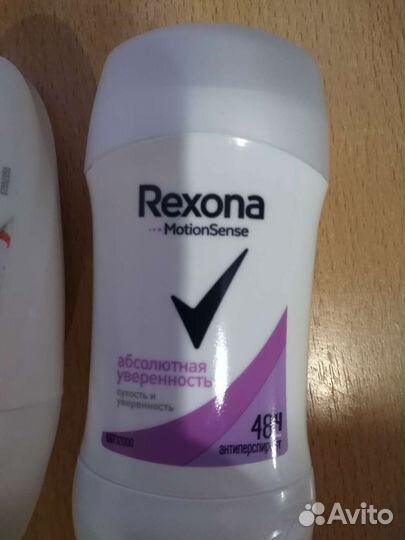 Rexona
MotionSense
абсолютная
уверенность
сухость и
уверенность
48Ч
антиперспирант
Avito